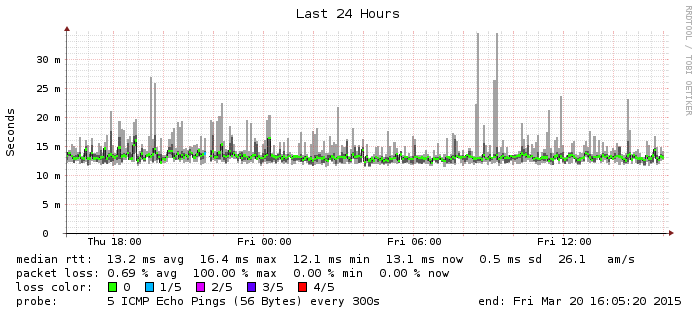 Last 24 Hours
RRDTOOL / TOBI OETIKER
Seconds
30 m
25 m
20 m
15 m
10 m
5 m
0
Thu 18:00 Fri 00:00 Fri 06:00 Fri 12:00
median rtt: 13.2 ms avg 16.4 ms max 12.1 ms min 13.1 ms now 0.5 ms sd 26.1 am/s
packet loss: 0.69 % avg 100.00 % max 0.00 % min 0.00 % now
loss color: 0 1/5 2/5 3/5 4/5
probe: 5 ICMP Echo Pings (56 Bytes) every 300s end: Fri Mar 20 16:05:20 2015